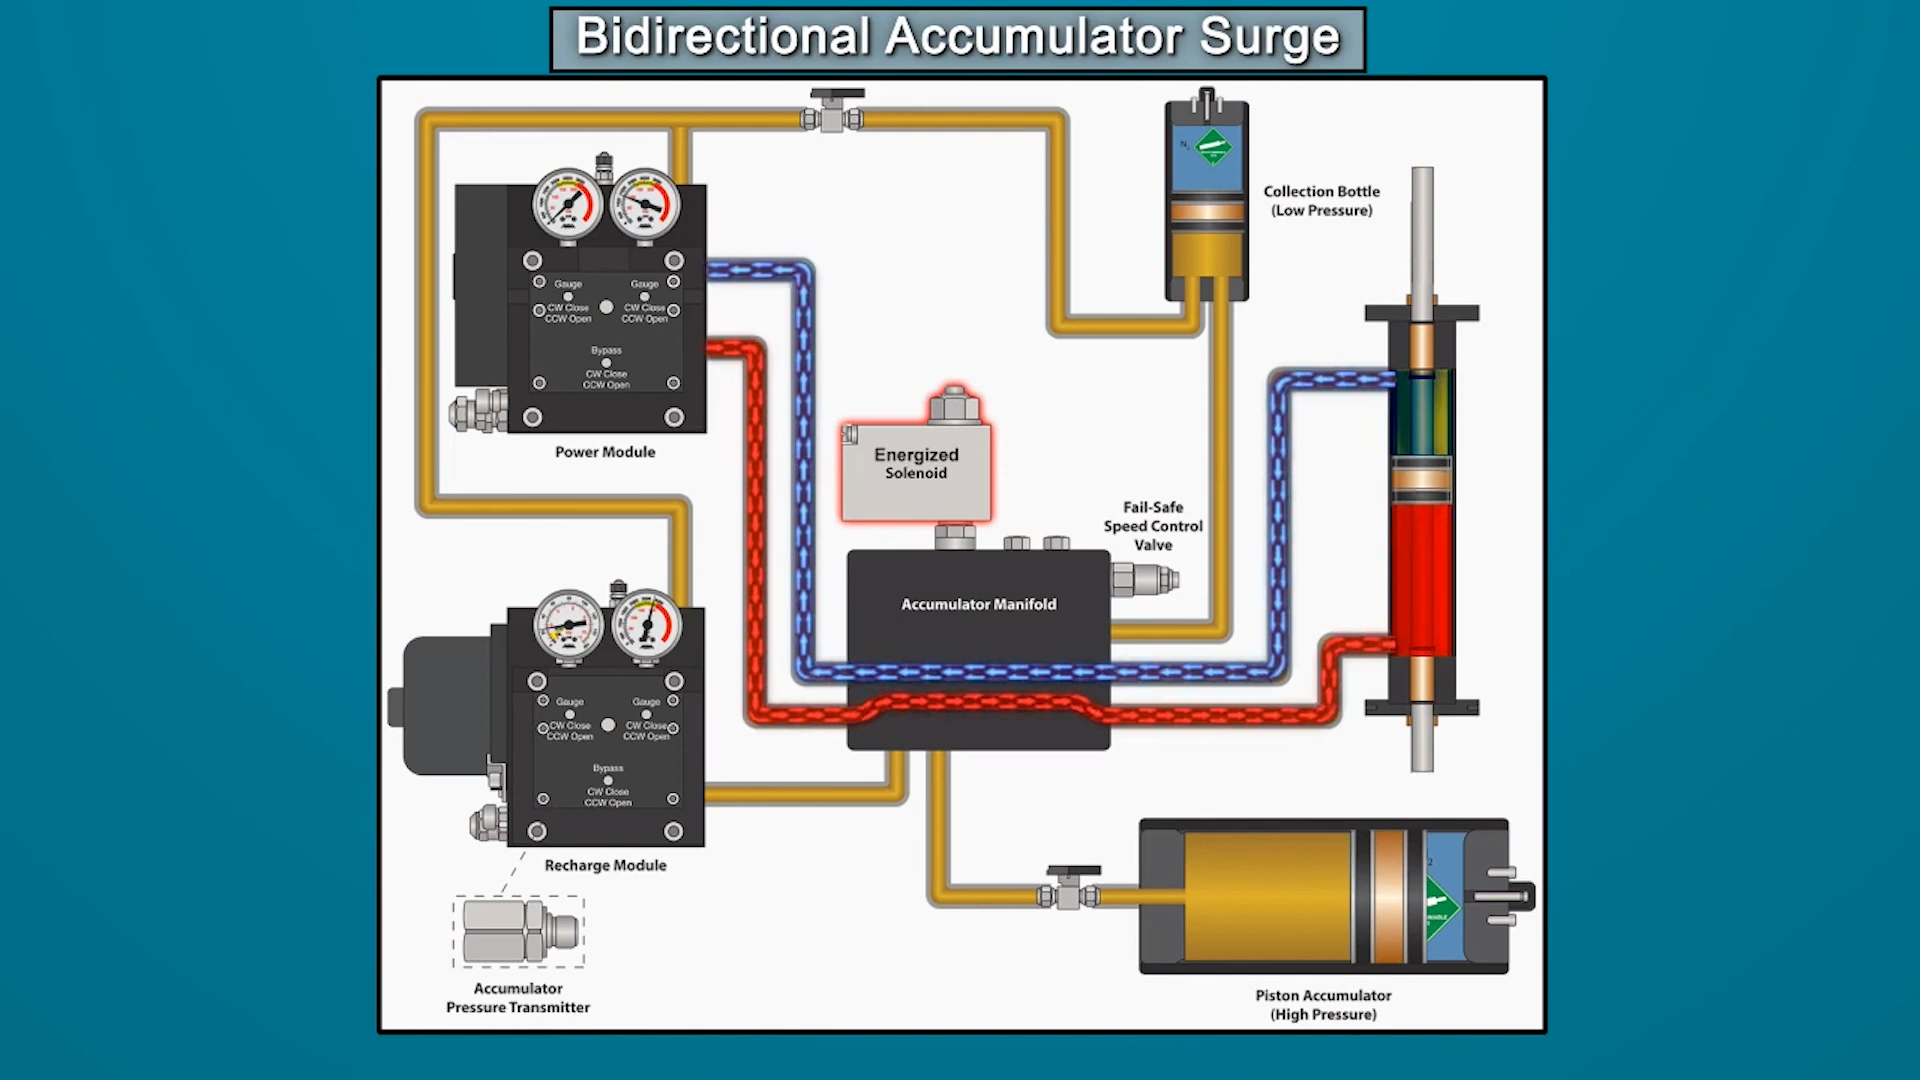 Bidirectional Accumulator Surge
N2
Collection Bottle
(Low Pressure)
Gauge
CW Close
CCW Open
Gauge
CW Close
CCW Open
Bypass
CW Close
CCW Open
Power Module
Energized
Solenoid
Fail-Safe
Speed Control
Valve
Accumulator Manifold
Gauge
CW Close
CCW Open
Gauge
CW Close
CCW Open
Bypass
CW Close
CCW Open
Recharge Module
2
Accumulator
Pressure Transmitter
Piston Accumulator
(High Pressure)